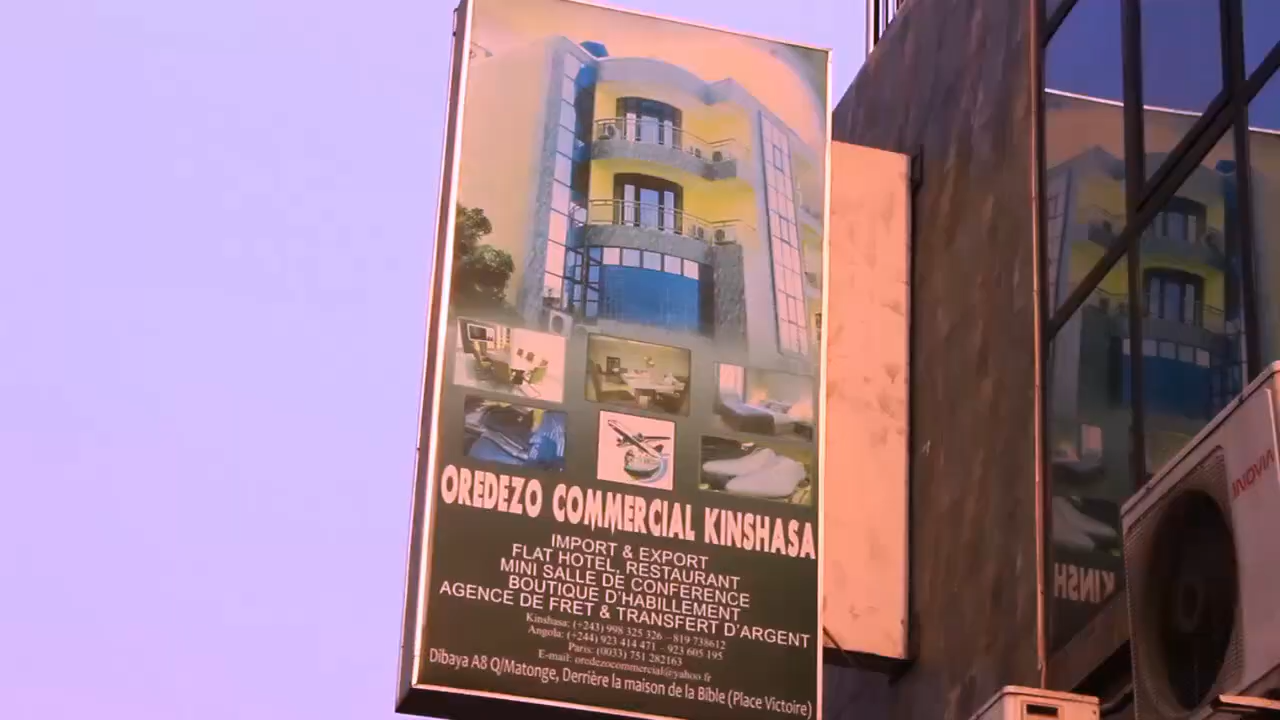 OREDEZO COMMERCIAL KINSHASA
IMPORT & EXPORT
FLAT HOTEL, RESTAURANT
MINI SALLE DE CONFERENCE
BOUTIQUE D'HABILLEMENT
AGENCE DE FRET & TRANSFERT D'ARGENT
Kinshasa: (+243) 998 325 326 – 819 738612
Angola: (+244) 923 414 471 – 923 605 195
Paris: (0033) 751 282163
E-mail: oredezocommercial@yahoo.fr
Dibaya A8 Q/Matonge, Derrière la maison de la Bible (Place Victoire)
KINSH
INOVIA